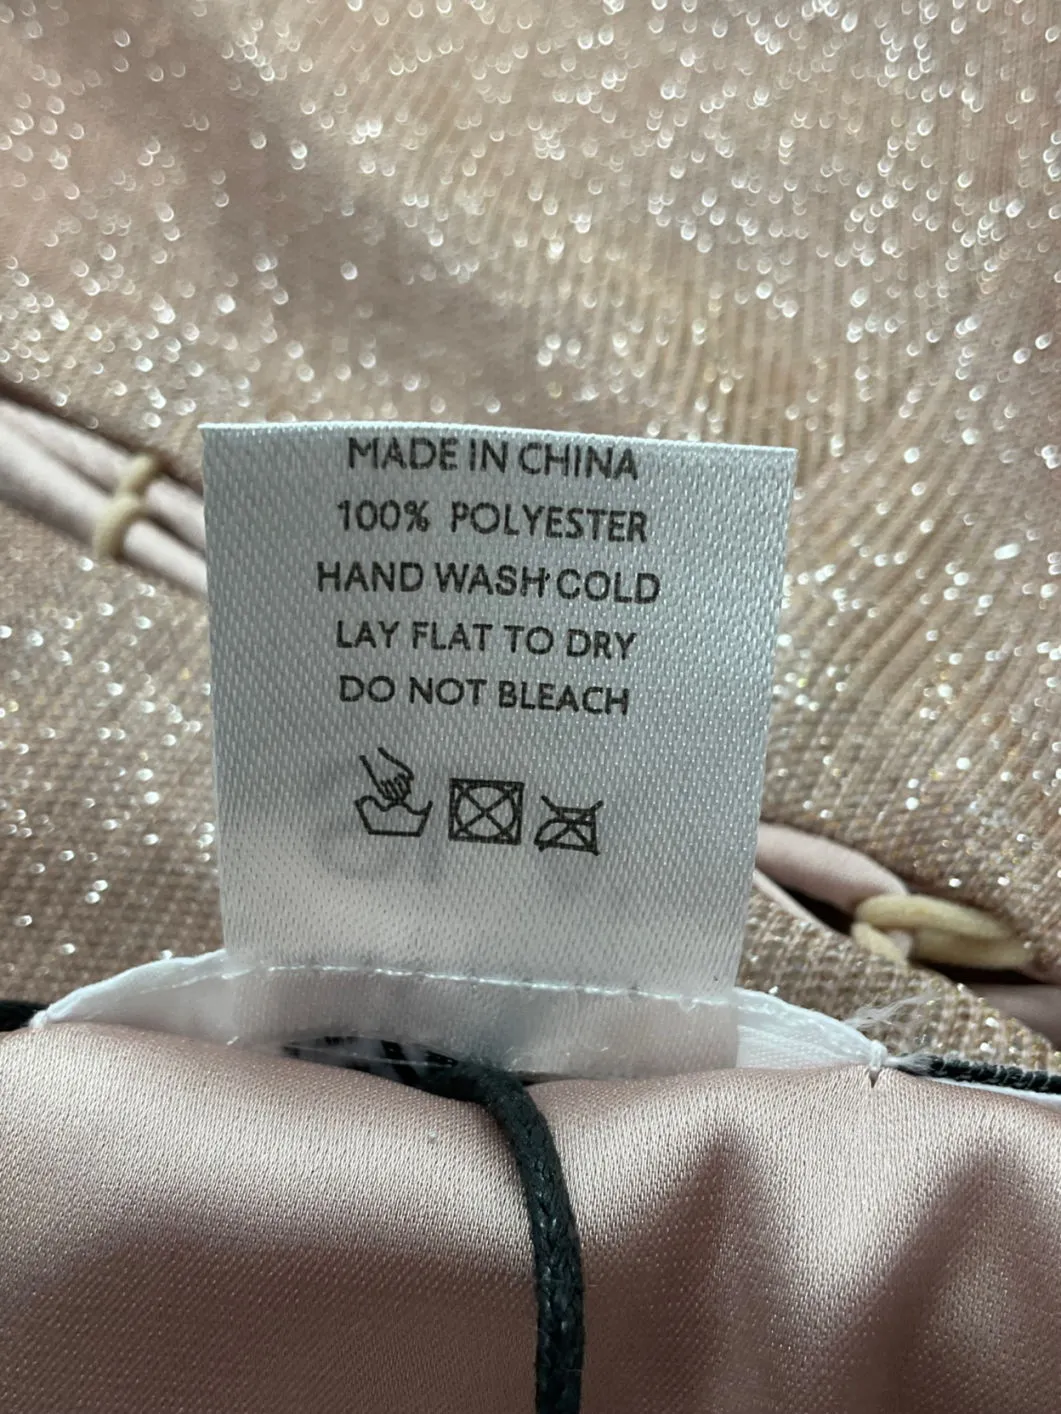 MADE IN CHINA
100% POLYESTER
HAND WASH COLD
LAY FLAT TO DRY
DO NOT BLEACH